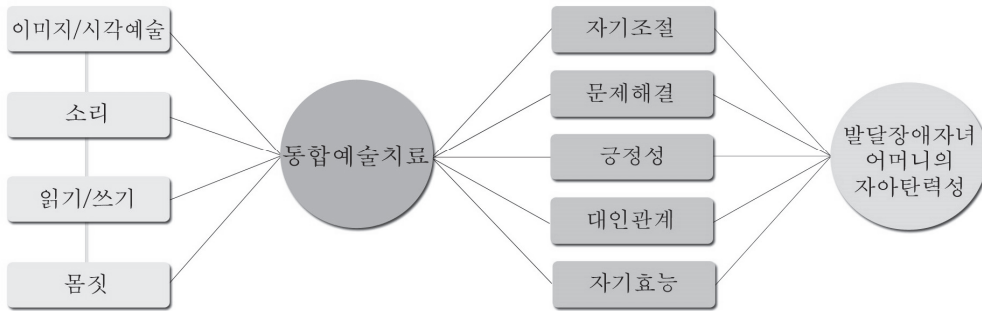 이미지/시각예술
소리
읽기/쓰기
몸짓
통합예술치료
자기조절
문제해결
긍정성
대인관계
자기효능
발달장애자녀
어머니의
자아탄력성